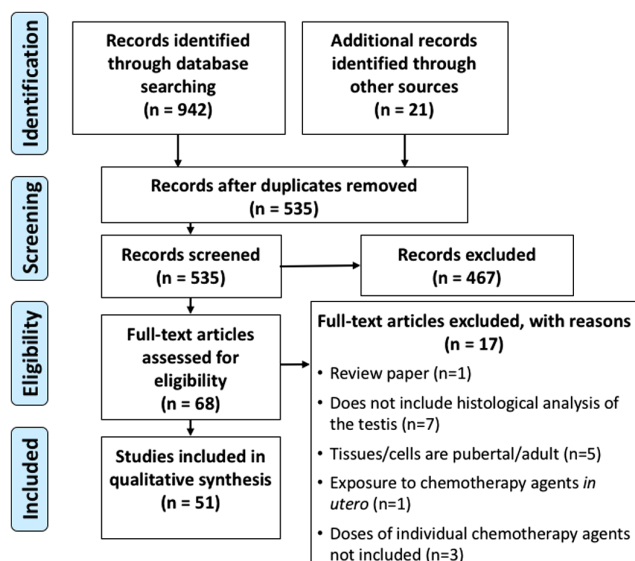 Identification
Records identified
through database
searching
(n = 942)
Additional records
identified through
other sources
(n = 21)
Screening
Records after duplicates removed
(n = 535)
Records screened
(n = 535)
Records excluded
(n = 467)
Eligibility
Full-text articles
assessed for
eligibility
(n = 68)
Full-text articles excluded, with reasons
(n = 17)
• Review paper (n=1)
• Does not include histological analysis of
the testis (n=7)
• Tissues/cells are pubertal/adult (n=5)
• Exposure to chemotherapy agents in
utero (n=1)
• Doses of individual chemotherapy agents
not included (n=3)
Included
Studies included in
qualitative synthesis
(n = 51)